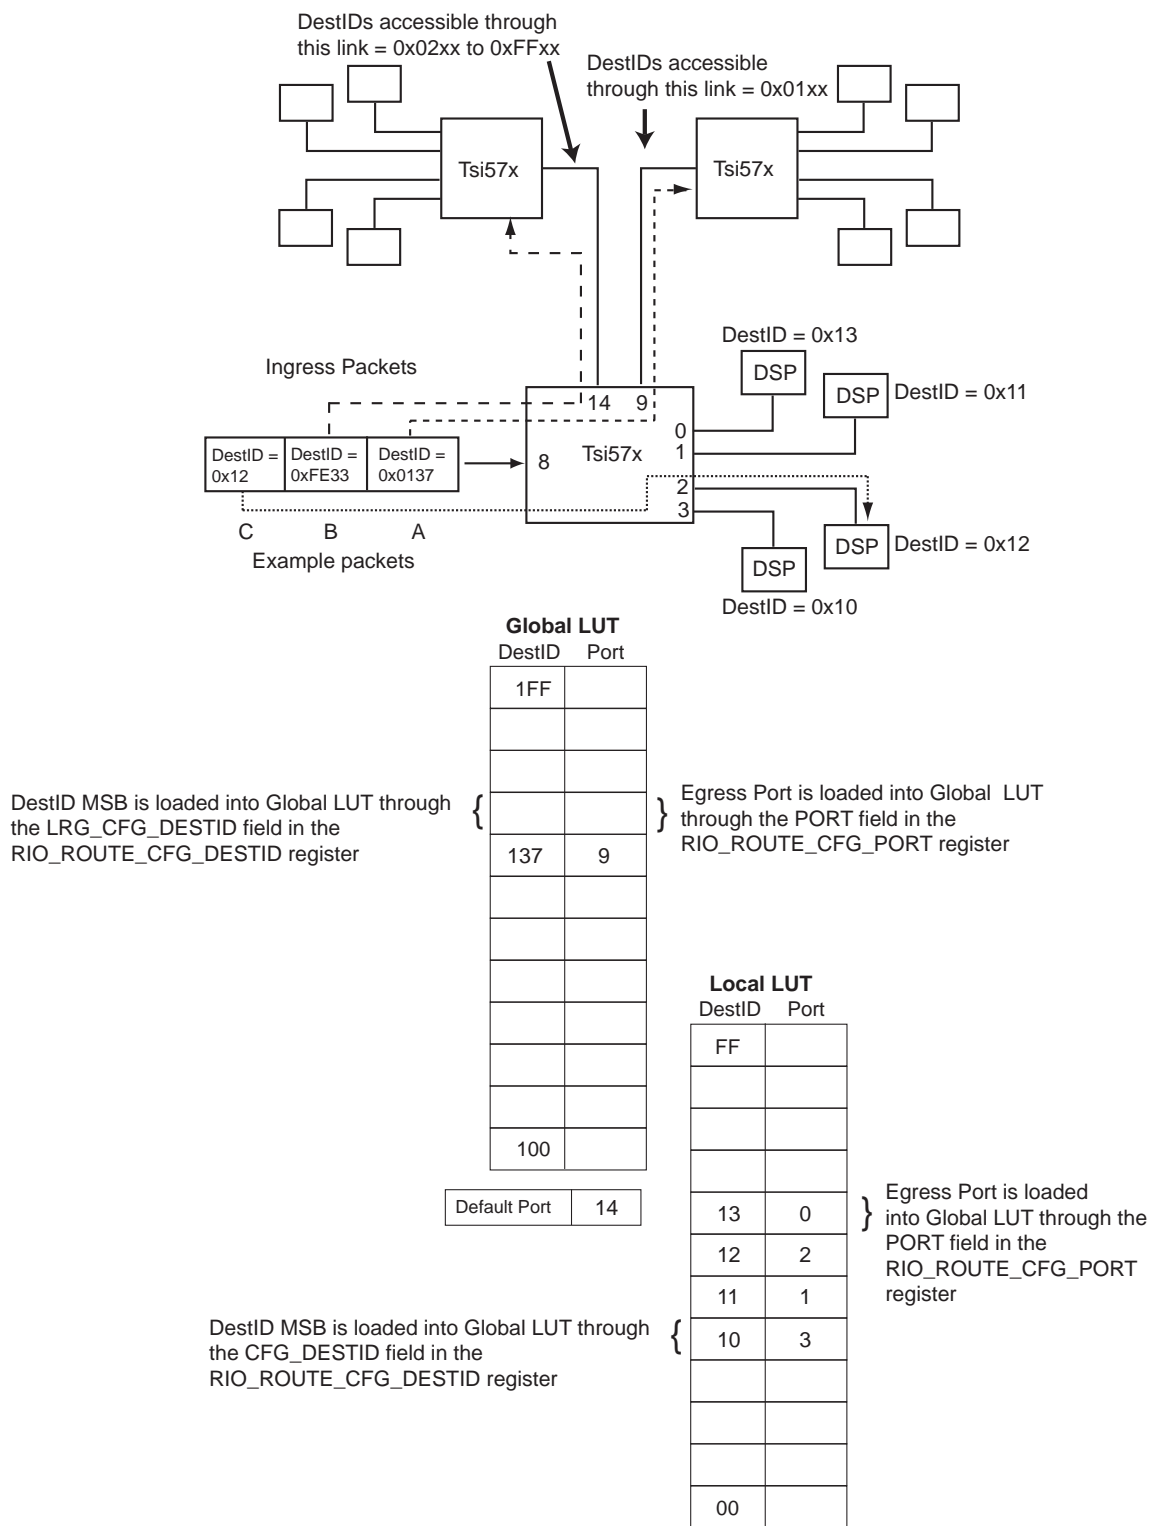 DestIDs accessible through
this link = 0x02xx to 0xFFxx
DestIDs accessible
through this link = 0x01xx
Tsi57x
Tsi57x
DestID = 0x13
Ingress Packets
DSP
DSP
DestID = 0x11
14 9
0
DestID =
0x12
DestID =
0xFE33
DestID =
0x0137
8
Tsi57x
1
2
3
C B A
Example packets
DSP
DestID = 0x12
DSP
DestID = 0x10
Global LUT
DestID Port
1FF
DestID MSB is loaded into Global LUT through
the LRG_CFG_DESTID field in the
RIO_ROUTE_CFG_DESTID register
{
}
Egress Port is loaded into Global LUT
through the PORT field in the
RIO_ROUTE_CFG_PORT register
137 9
100
Default Port 14
Local LUT
DestID Port
FF
13 0
12 2
11 1
10 3
00
}
Egress Port is loaded
into Global LUT through the
PORT field in the
RIO_ROUTE_CFG_PORT
register
DestID MSB is loaded into Global LUT through
the CFG_DESTID field in the
RIO_ROUTE_CFG_DESTID register
{